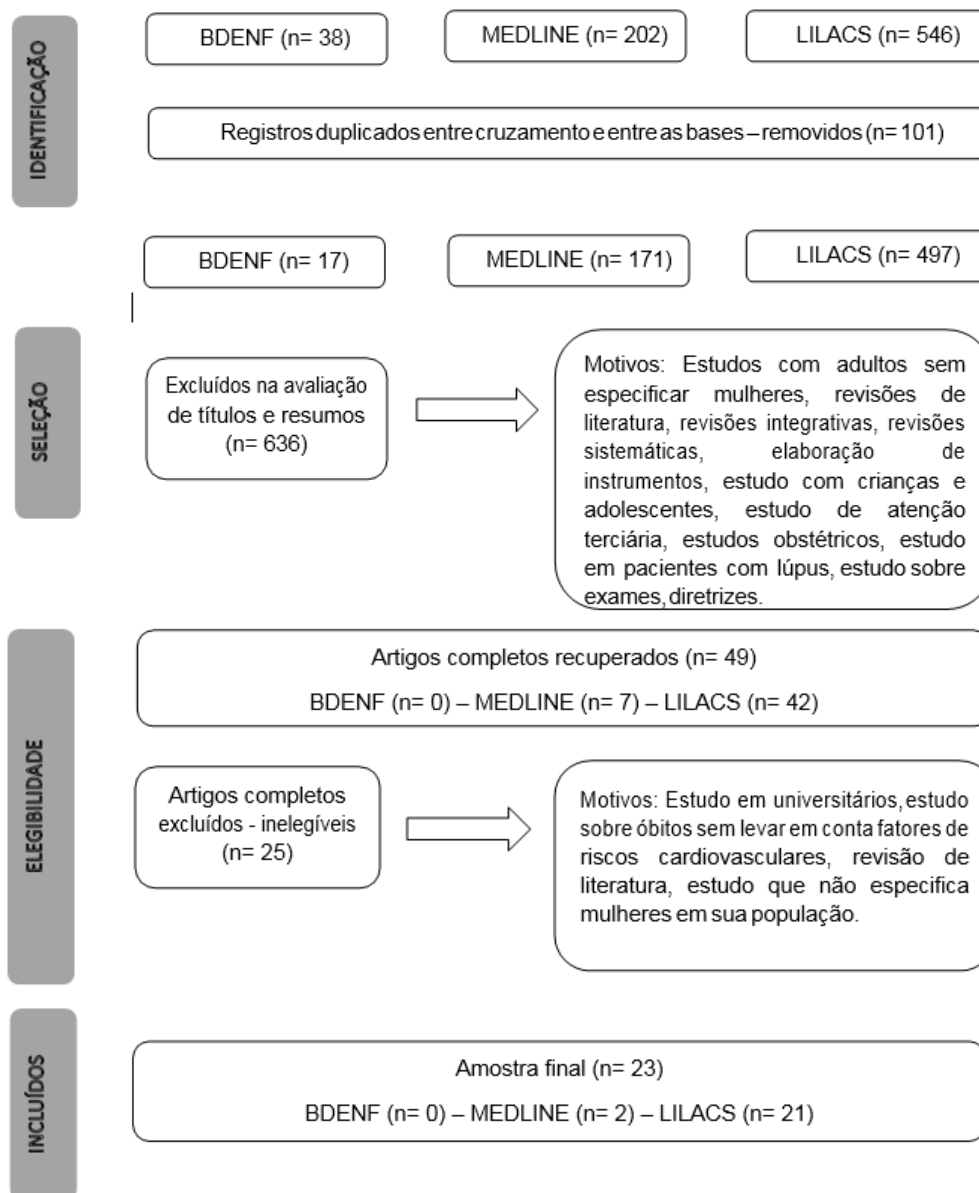 IDENTIFICAÇÃO
BDENF (n= 38)
MEDLINE (n= 202)
LILACS (n= 546)
Registros duplicados entre cruzamento e entre as bases – removidos (n= 101)
BDENF (n= 17)
MEDLINE (n= 171)
LILACS (n= 497)
SELEÇÃO
Excluídos na avaliação
de títulos e resumos
(n= 636)
Motivos: Estudos com adultos sem
especificar mulheres, revisões de
literatura, revisões integrativas, revisões
sistemáticas, elaboração de
instrumentos, estudo com crianças e
adolescentes, estudo de atenção
terciária, estudos obstétricos, estudo
em pacientes com lúpus, estudo sobre
exames, diretrizes.
ELEGIBILIDADE
Artigos completos recuperados (n= 49)
BDENF (n= 0) – MEDLINE (n= 7) – LILACS (n= 42)
Artigos completos
excluídos - inelegíveis
(n= 25)
Motivos: Estudo em universitários, estudo
sobre óbitos sem levar em conta fatores de
riscos cardiovasculares, revisão de
literatura, estudo que não especifica
mulheres em sua população.
INCLUÍDOS
Amostra final (n= 23)
BDENF (n= 0) – MEDLINE (n= 2) – LILACS (n= 21)